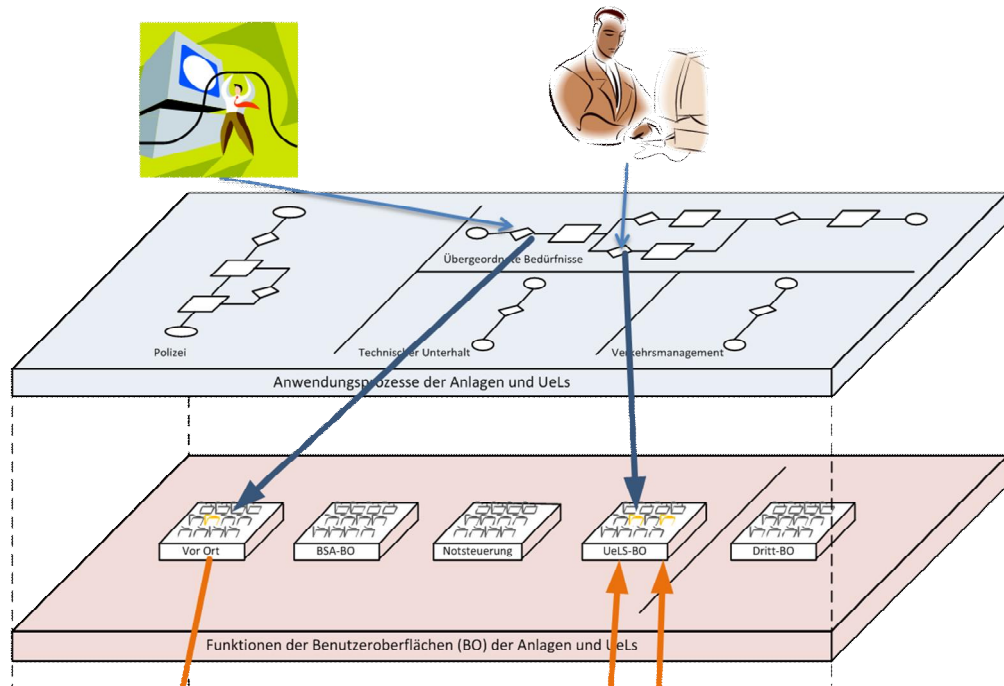 Übergeordnete Bedürfnisse
Polizei
Technischer Unterhalt
Verkehrsmanagement
Anwendungsprozesse der Anlagen und UeLs
Vor Ort
BSA-BO
Notsteuerung
UeLS-BO
Dritt-BO
Funktionen der Benutzeroberflächen (BO) der Anlagen und UeLs